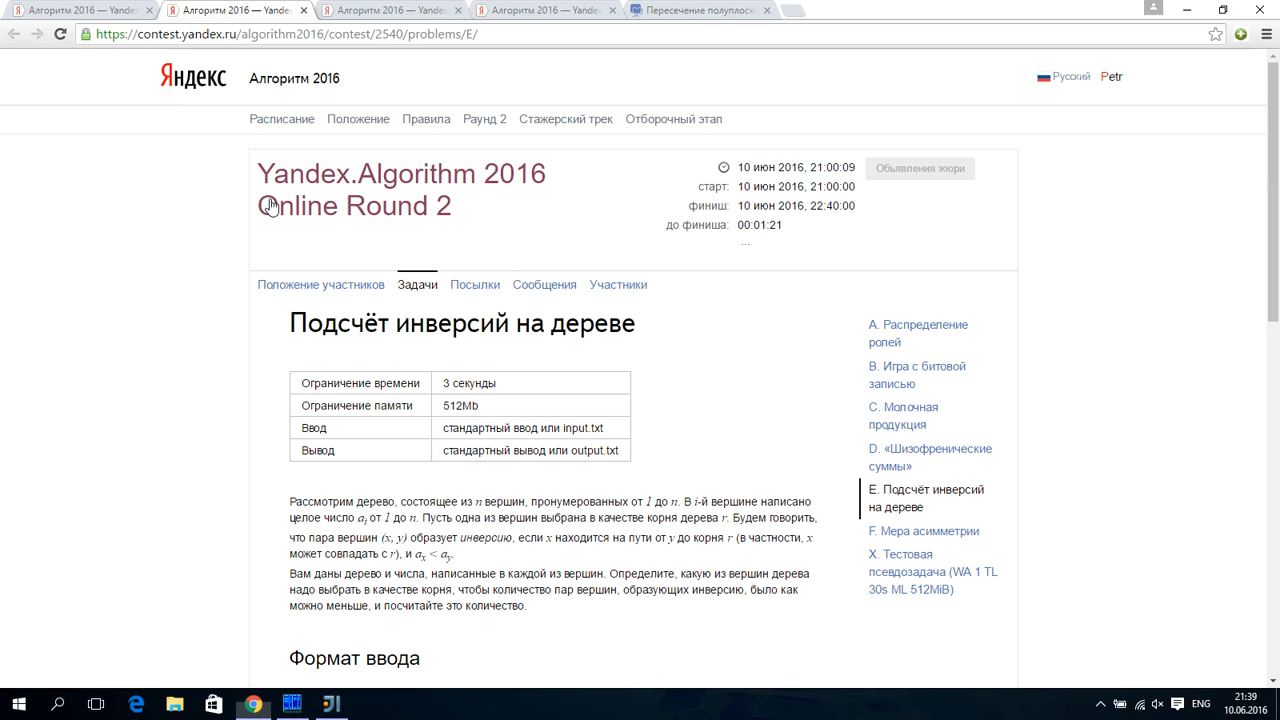 Алгоритм 2016 — Yande
Алгоритм 2016 — Yande
Алгоритм 2016 — Yande
Алгоритм 2016 — Yande
Пересечение полуплоск
https://contest.yandex.ru/algorithm2016/contest/2540/problems/E/
Яндекс
Алгоритм 2016
Русский
Petr
Расписание
Положение
Правила
Раунд 2
Стажерский трек
Отборочный этап
Yandex.Algorithm 2016
Online Round 2
10 июн 2016, 21:00:09
старт: 10 июн 2016, 21:00:00
финиш: 10 июн 2016, 22:40:00
до финиша: 00:01:21
...
Объявления жюри
Положение участников
Задачи
Посылки
Сообщения
Участники
Подсчёт инверсий на дереве
Ограничение времени 3 секунды
Ограничение памяти 512Mb
Ввод стандартный ввод или input.txt
Вывод стандартный вывод или output.txt
Рассмотрим дерево, состоящее из n вершин, пронумерованных от 1 до n. В i-й вершине написано
целое число ai от 1 до n. Пусть одна из вершин выбрана в качестве корня дерева r. Будем говорить,
что пара вершин (x, y) образует инверсию, если x находится на пути от y до корня r (в частности, x
может совпадать с r), и ax < ay.
Вам даны дерево и числа, написанные в каждой из вершин. Определите, какую из вершин дерева
надо выбрать в качестве корня, чтобы количество пар вершин, образующих инверсию, было как
можно меньше, и посчитайте это количество.
Формат ввода
A. Распределение
ролей
B. Игра с битовой
записью
C. Молочная
продукция
D. «Шизофренические
суммы»
E. Подсчёт инверсий
на дереве
F. Мера асимметрии
X. Тестовая
псевдозадача (WA 1 TL
30s ML 512MiB)
ENG
21:39
10.06.2016